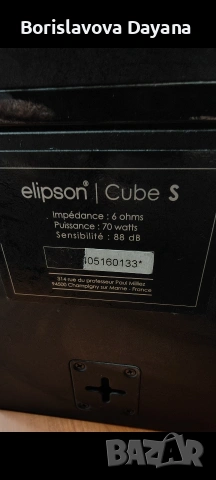 Borislavova Dayana
elipson® | Cube S
Impédance : 6 ohms
Puissance : 70 watts
Sensibilité : 88 dB
105160133*
314 rue du professeur Paul Milliez
94500 Champigny sur Marne - France
bazar